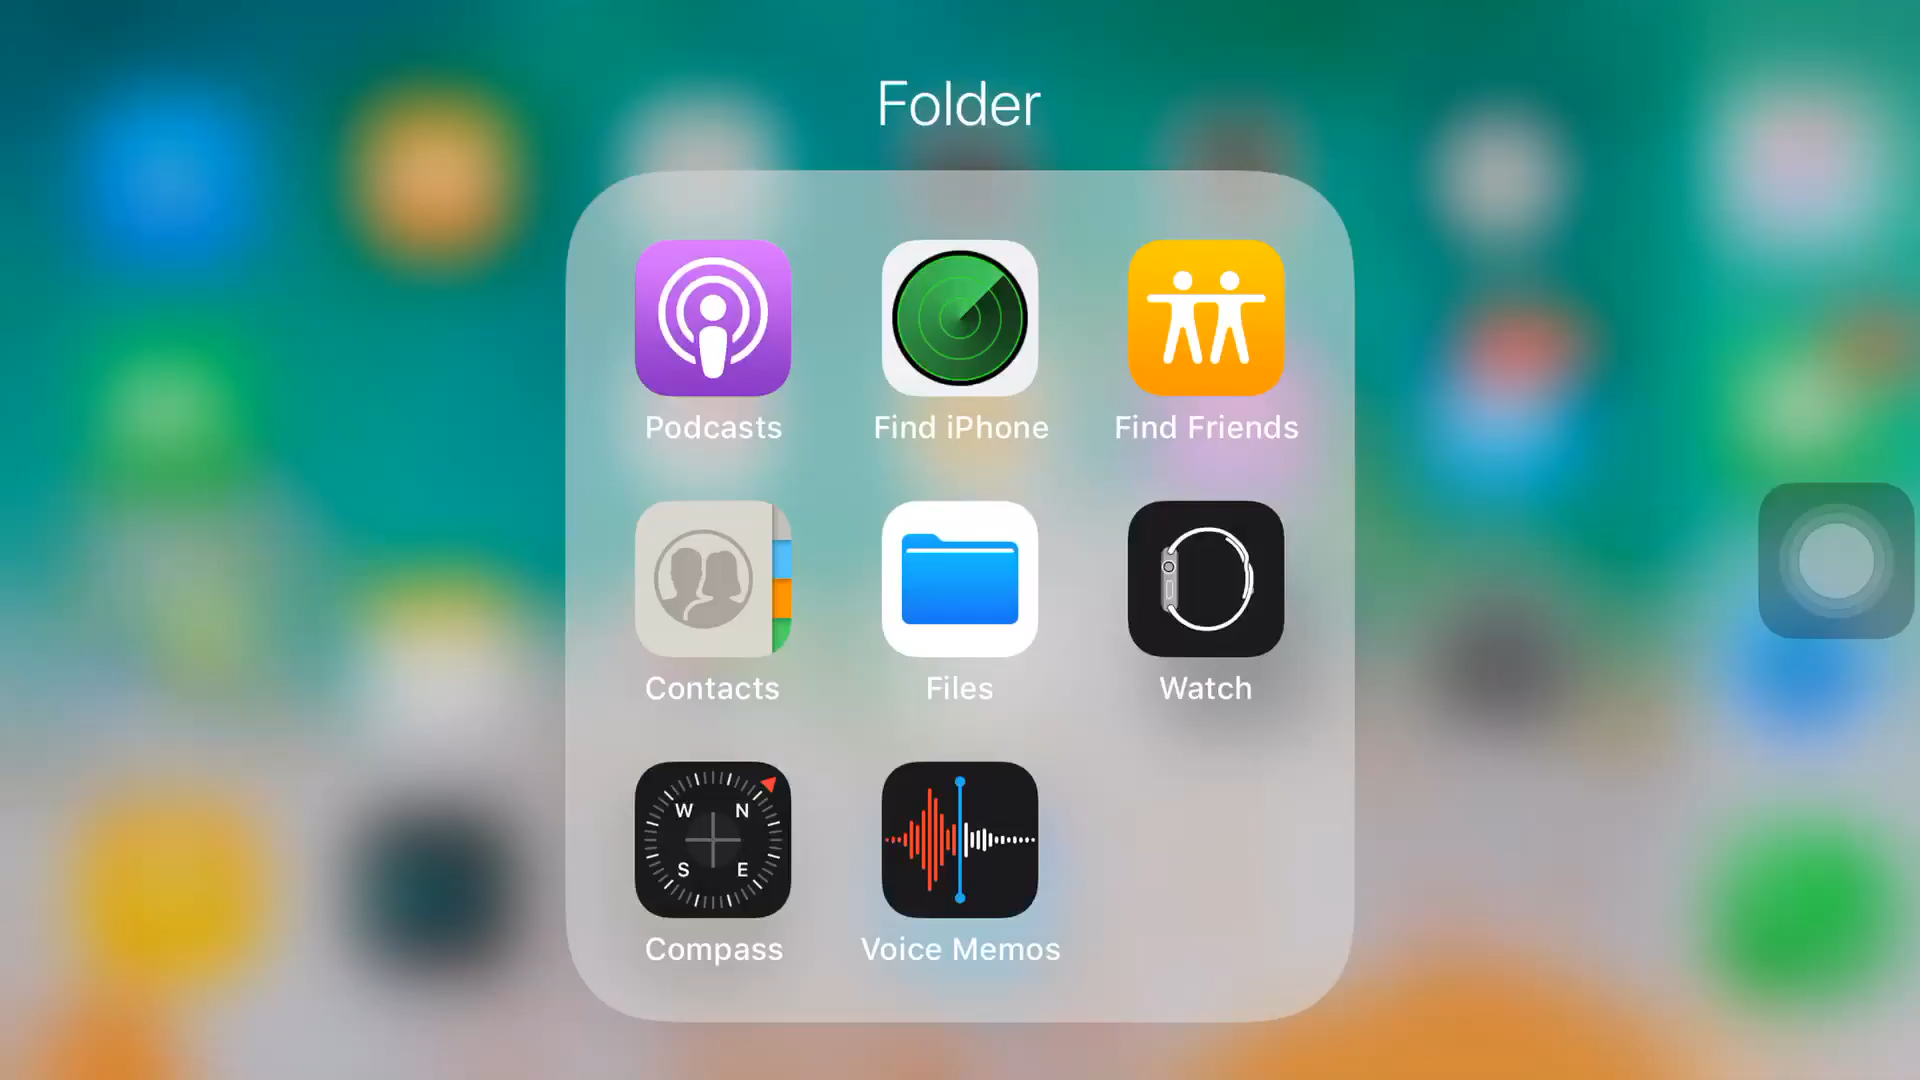 Folder
Podcasts
Find iPhone
Find Friends
Contacts
Files
Watch
W N
S E
Compass
Voice Memos